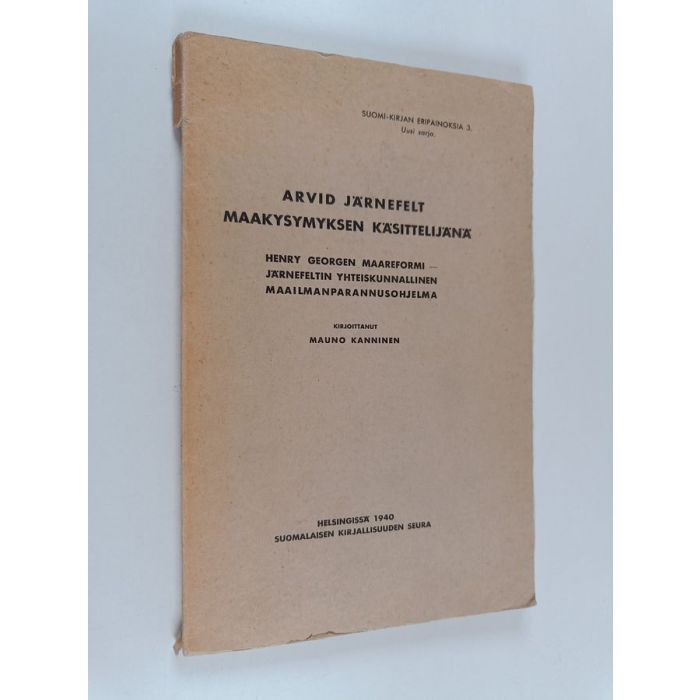 SUOMI-KIRJAN ERIPAINOKSIA 3.
Uusi sarja.
ARVID JÄRNEFELT
MAAKYSYMYKSEN KÄSITTELIJÄNÄ
HENRY GEORGEN MAAREFORMI —
JÄRNEFELTIN YHTEISKUNNALLINEN
MAAILMANPARANNUSOHJELMA
KIRJOITTANUT
MAUNO KANNINEN
HELSINGISSÄ 1940
SUOMALAISEN KIRJALLISUUDEN SEURA